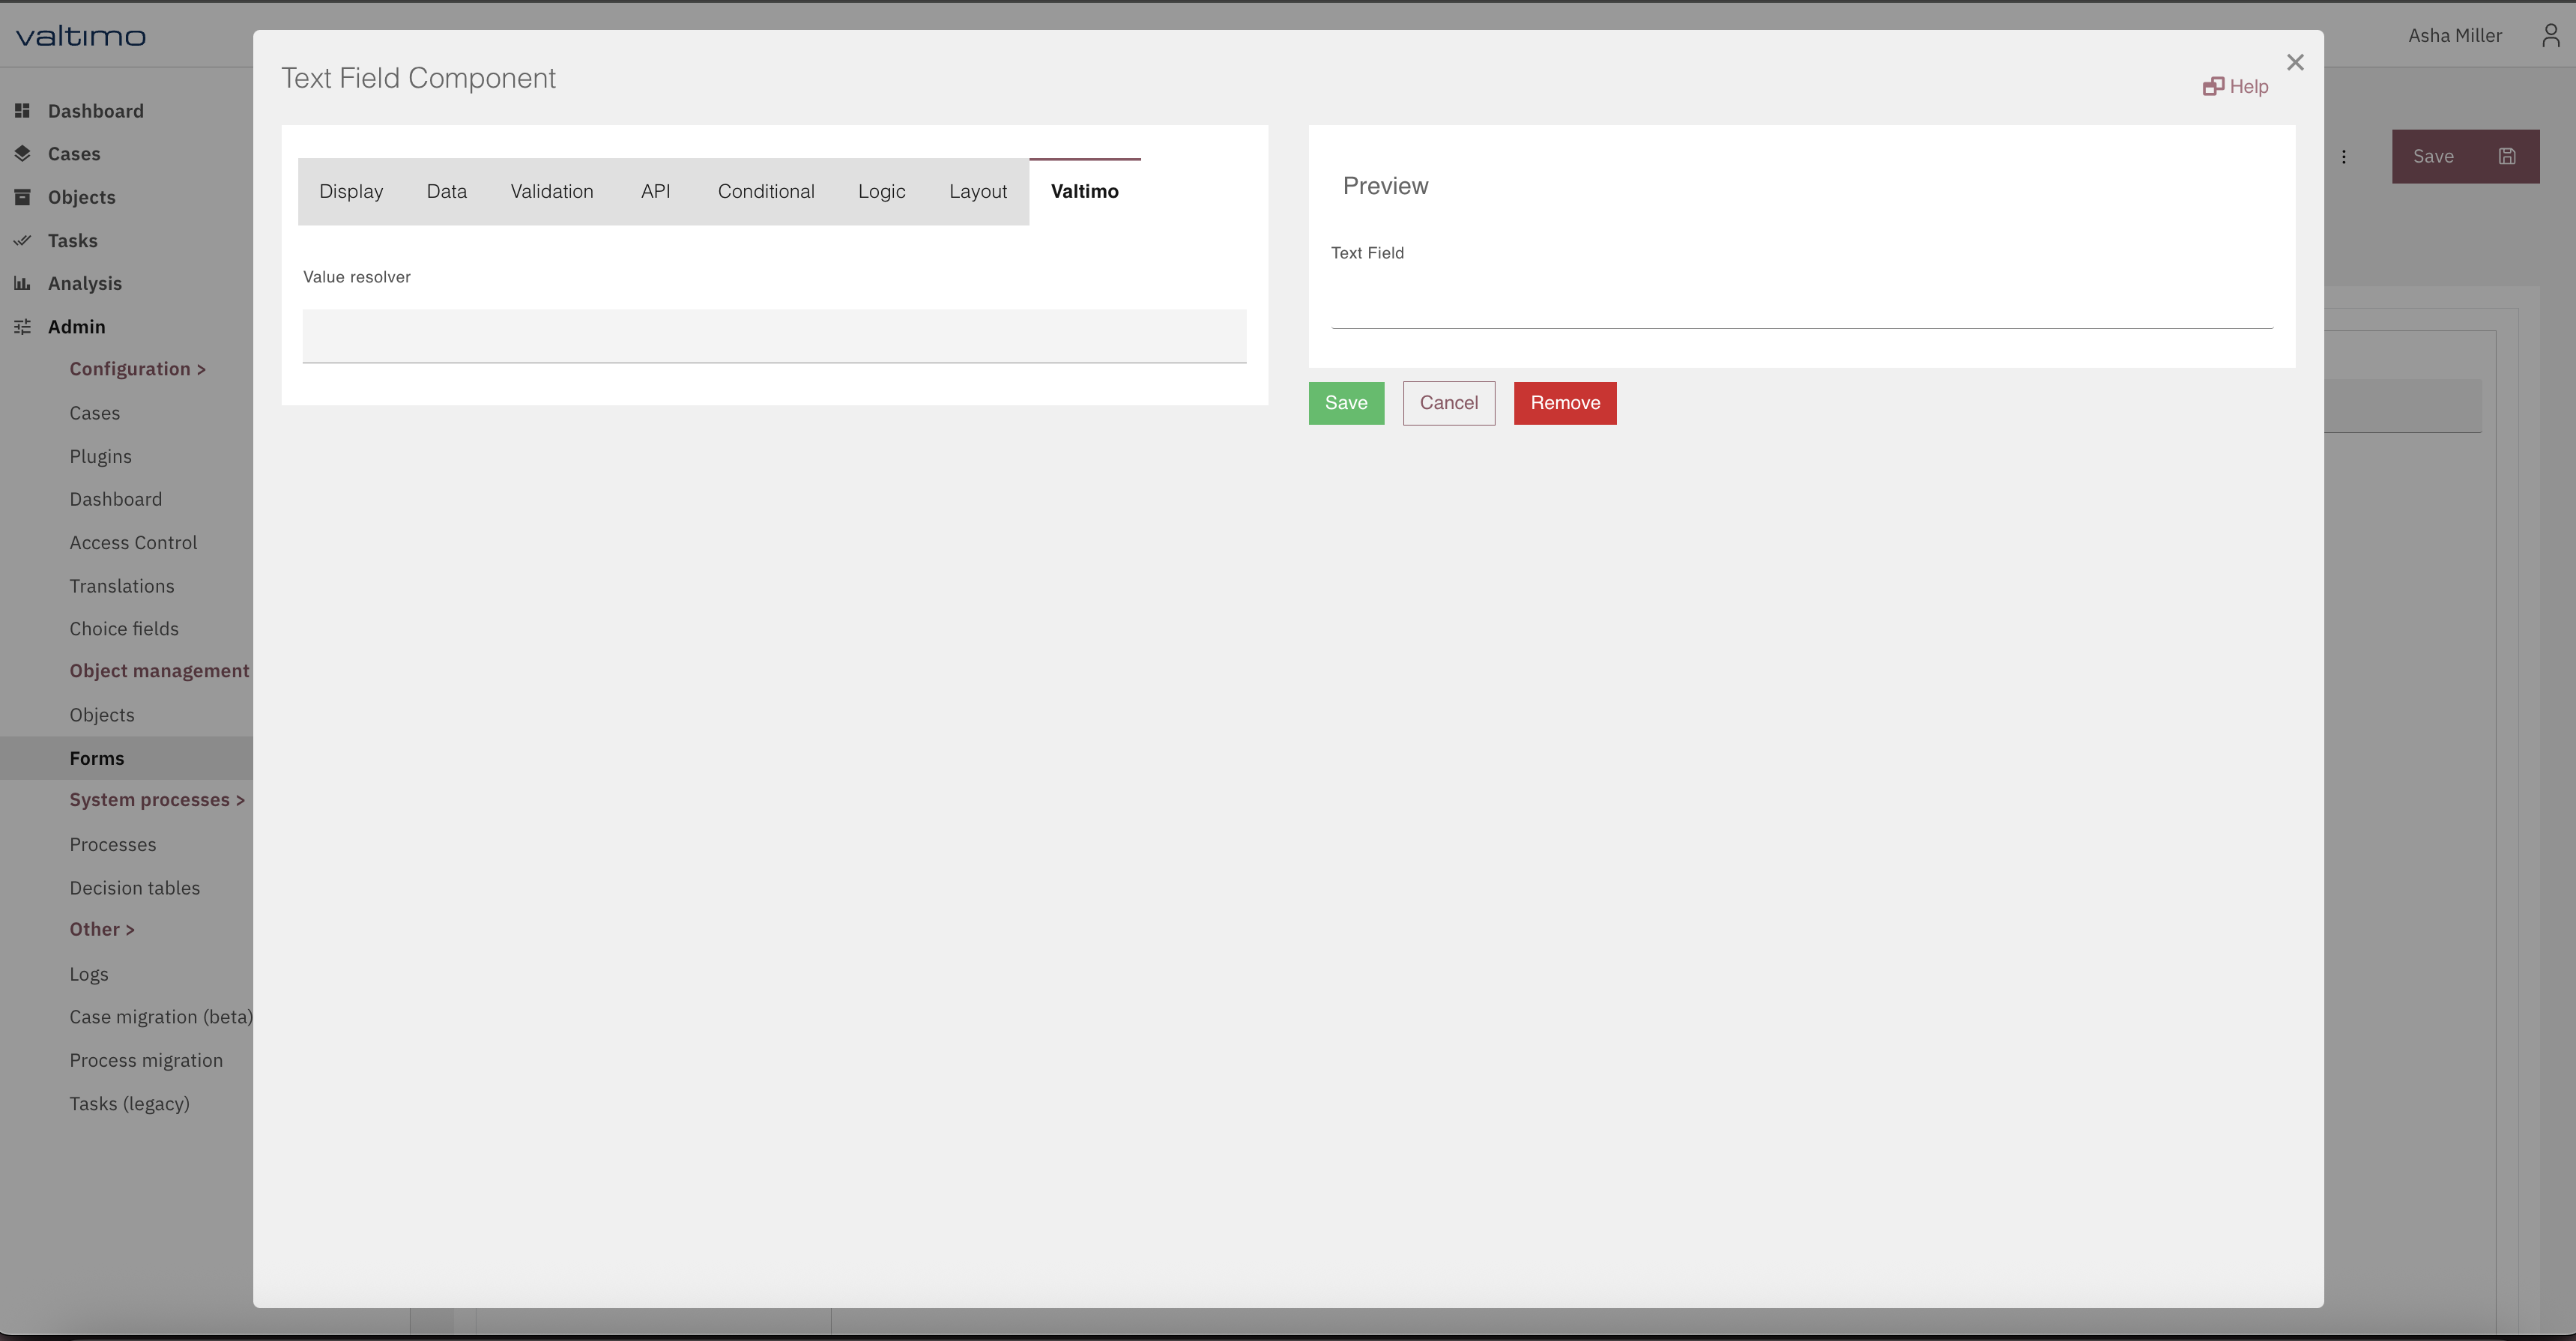 valtimo
Asha Miller
Dashboard
Cases
Objects
Tasks
Analysis
Admin
Configuration >
Cases
Plugins
Dashboard
Access Control
Translations
Choice fields
Object management
Objects
Forms
System processes >
Processes
Decision tables
Other >
Logs
Case migration (beta)
Process migration
Tasks (legacy)
Save
Text Field Component
Help
Display Data Validation API Conditional Logic Layout Valtimo
Value resolver
Preview
Text Field
Save Cancel Remove